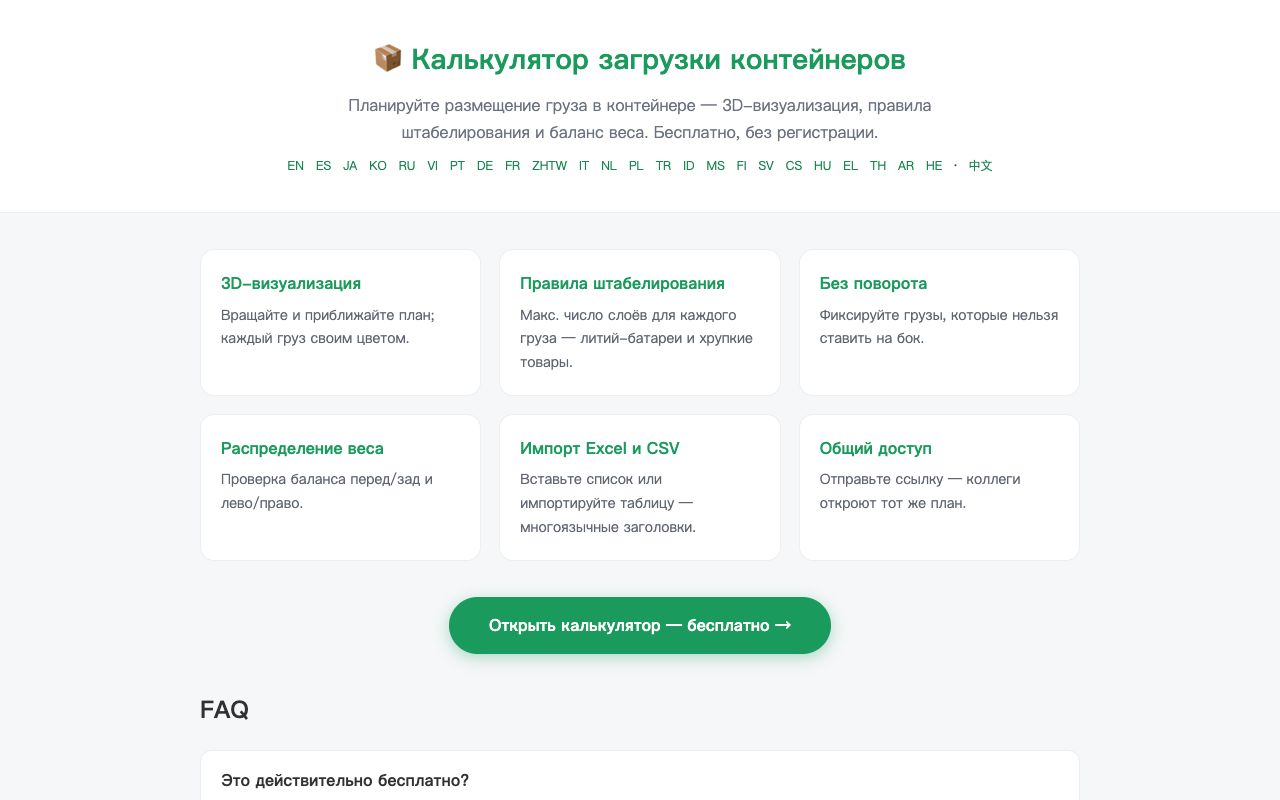 📦 Калькулятор загрузки контейнеров
Планируйте размещение груза в контейнере — 3D-визуализация, правила
штабелирования и баланс веса. Бесплатно, без регистрации.
EN ES JA KO RU VI PT DE FR ZHTW IT NL PL TR ID MS FI SV CS HU EL TH AR HE · 中文
3D-визуализация
Вращайте и приближайте план;
каждый груз своим цветом.
Правила штабелирования
Макс. число слоёв для каждого
груза — литий-батареи и хрупкие
товары.
Без поворота
Фиксируйте грузы, которые нельзя
ставить на бок.
Распределение веса
Проверка баланса перед/зад и
лево/право.
Импорт Excel и CSV
Вставьте список или
импортируйте таблицу —
многоязычные заголовки.
Общий доступ
Отправьте ссылку — коллеги
откроют тот же план.
Открыть калькулятор — бесплатно →
FAQ
Это действительно бесплатно?